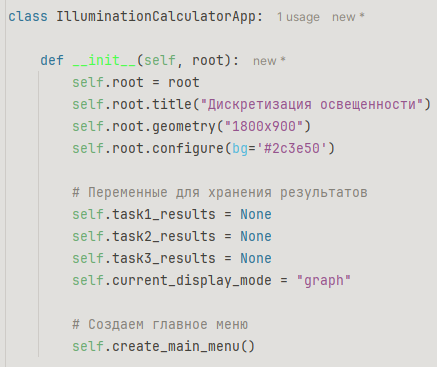 class IlluminationCalculatorApp: 1 usage new *
def __init__(self, root): new *
self.root = root
self.root.title("Дискретизация освещенности")
self.root.geometry("1800x900")
self.root.configure(bg='#2c3e50')
# Переменные для хранения результатов
self.task1_results = None
self.task2_results = None
self.task3_results = None
self.current_display_mode = "graph"
# Создаем главное меню
self.create_main_menu()